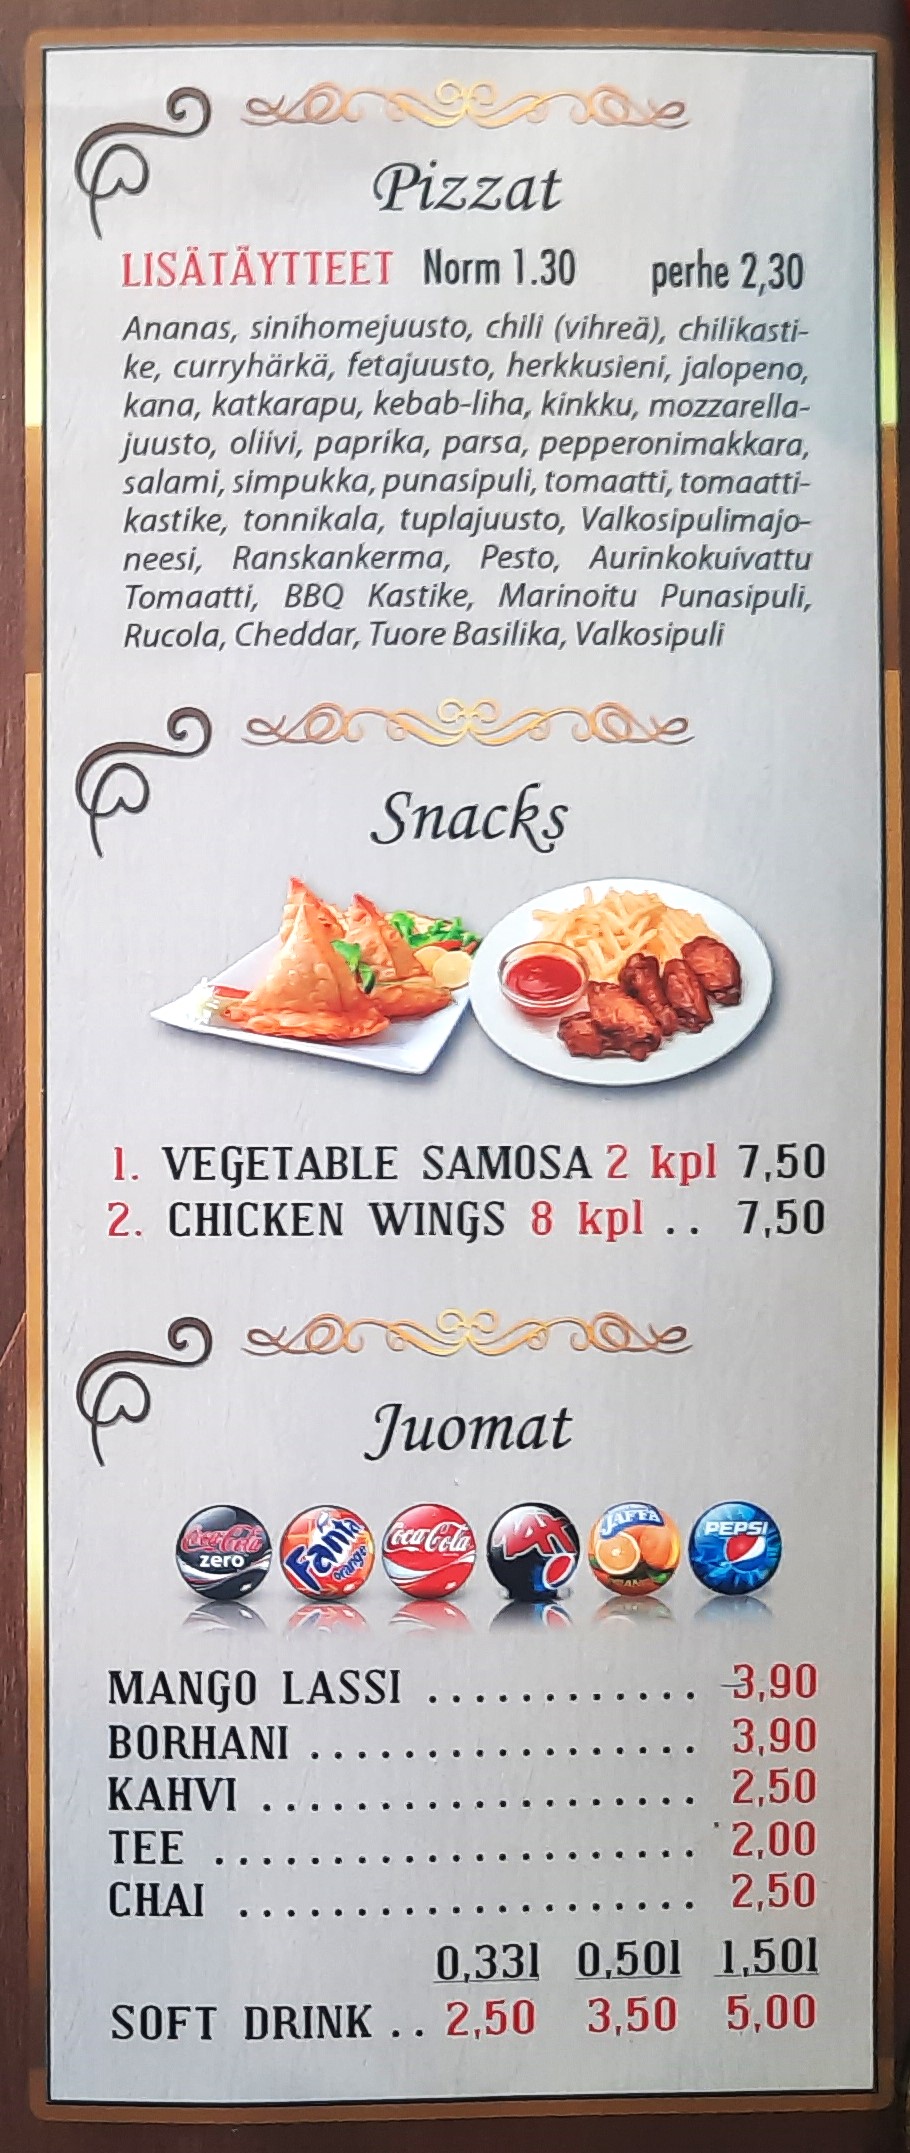 Pizzat
LISÄTÄYTTEET Norm 1.30 perhe 2,30
Ananas, sinihomejuusto, chili (vihreä), chilikasti-
ke, curryhärkä, fetajuusto, herkkusieni, jalopeno,
kana, katkarapu, kebab-liha, kinkku, mozzarella-
juusto, oliivi, paprika, parsa, pepperonimakkara,
salami, simpukka, punasipuli, tomaatti, tomaatti-
kastike, tonnikala, tuplajuusto, Valkosipulimajo-
neesi, Ranskankerma, Pesto, Aurinkokuivattu
Tomaatti, BBQ Kastike, Marinoitu Punasipuli,
Rucola, Cheddar, Tuore Basilika, Valkosipuli
Snacks
1. VEGETABLE SAMOSA 2 kpl 7,50
2. CHICKEN WINGS 8 kpl .. 7,50
Juomat
Coca-Cola zero Fanta orange Coca-Cola MAX JAFFA PEPSI
MANGO LASSI ............ 3,90
BORHANI ................. 3,90
KAHVI ................... 2,50
TEE ..................... 2,00
CHAI .................... 2,50
0,33l 0,50l 1,50l
SOFT DRINK .. 2,50 3,50 5,00